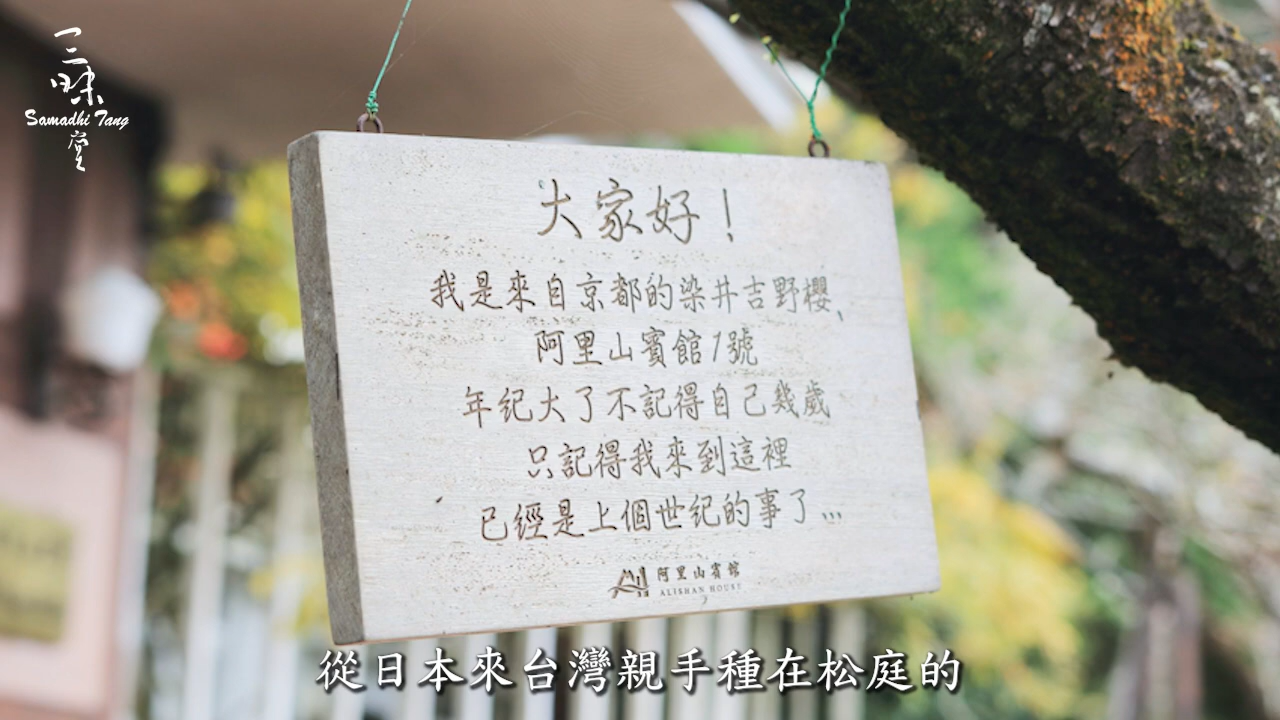 三昧堂
Samadhi Tang
大家好！
我是來自京都的染井吉野櫻、
阿里山賓館1號
年紀大了不記得自己幾歲
只記得我來到這裡
已經是上個世紀的事了...
阿里山賓館
ALISHAN HOUSE
從日本來台灣親手種在松庭的